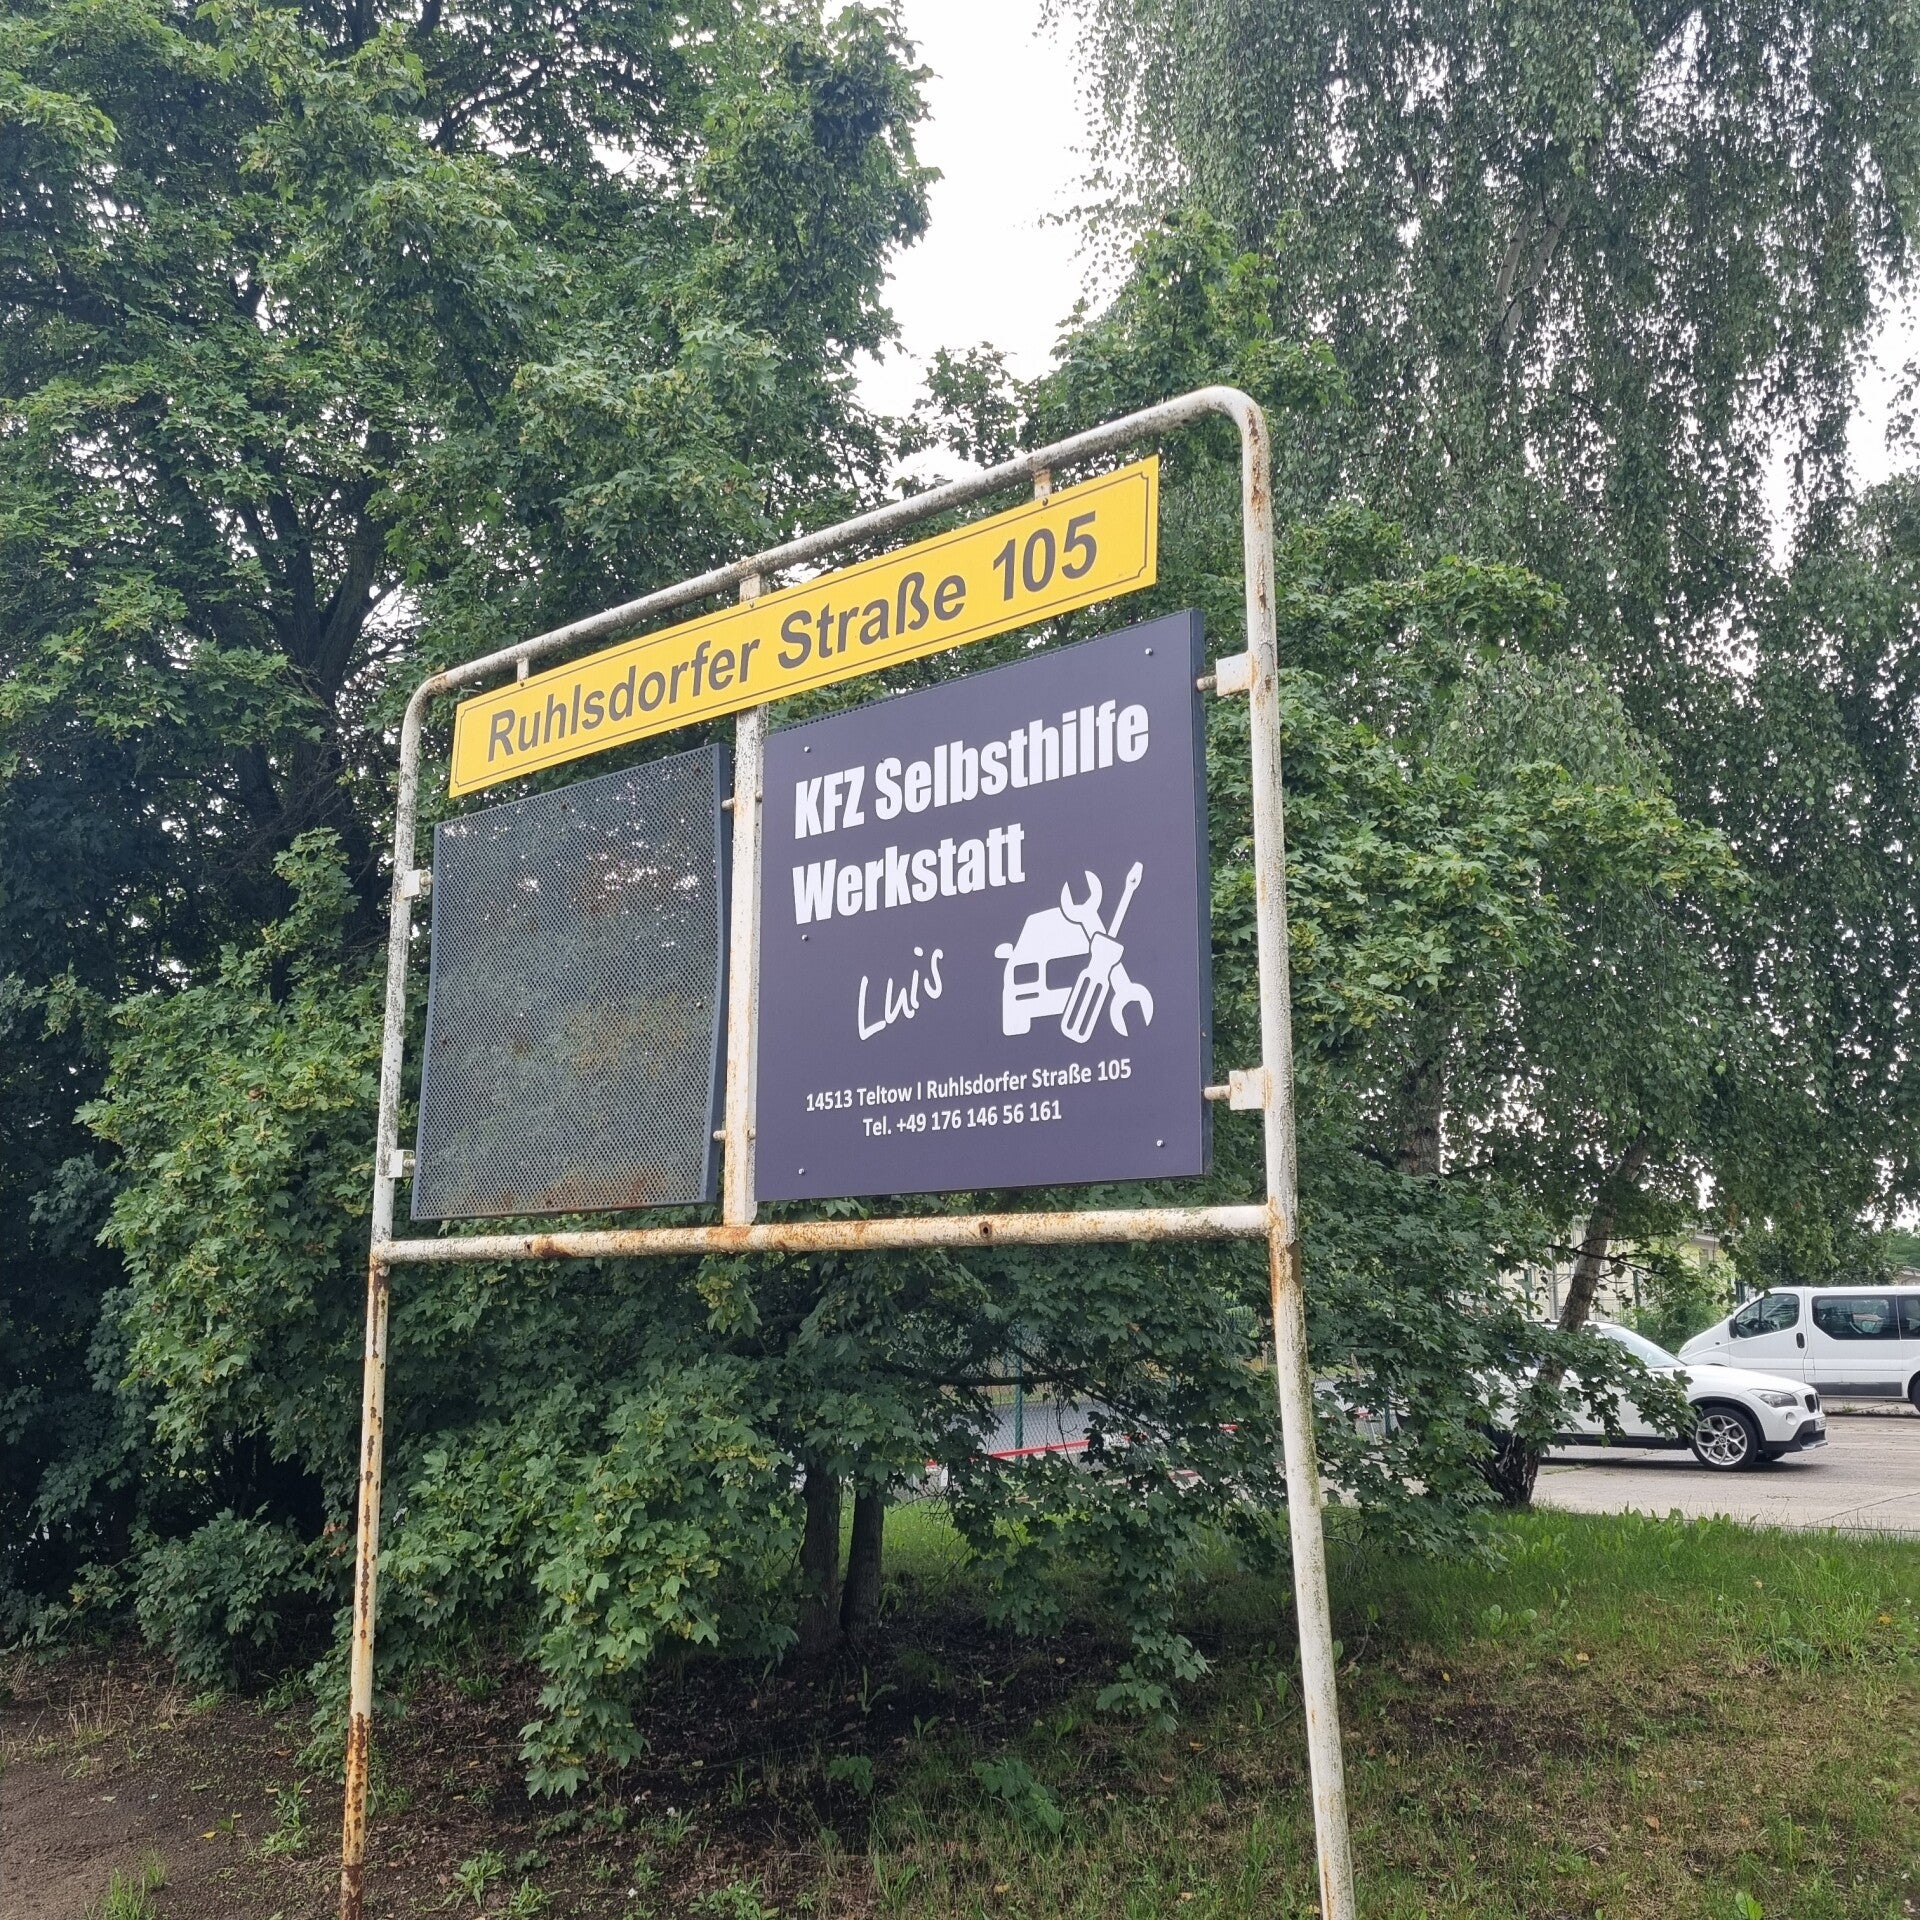 Ruhlsdorfer Straße 105
KFZ Selbsthilfe
Werkstatt
Luis
14513 Teltow I Ruhlsdorfer Straße 105
Tel. +49 176 146 56 161